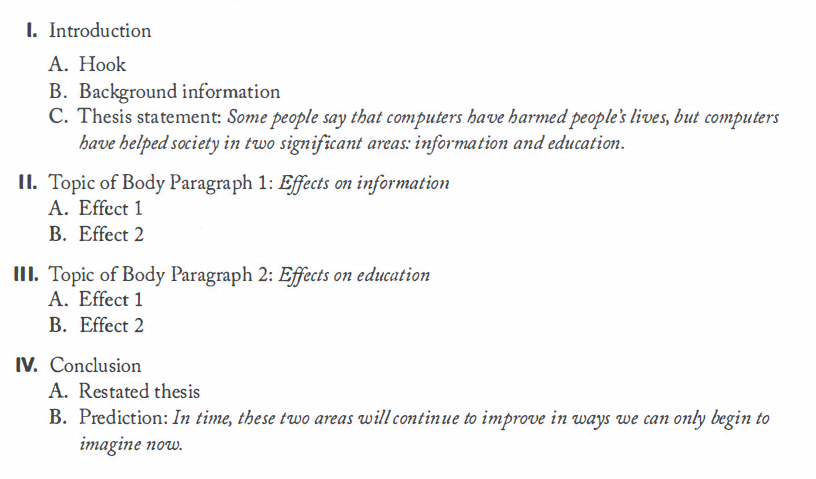 I. Introduction
A. Hook
B. Background information
C. Thesis statement: Some people say that computers have harmed people's lives, but computers
have helped society in two significant areas: information and education.
II. Topic of Body Paragraph 1: Effects on information
A. Effect 1
B. Effect 2
III. Topic of Body Paragraph 2: Effects on education
A. Effect 1
B. Effect 2
IV. Conclusion
A. Restated thesis
B. Prediction: In time, these two areas will continue to improve in ways we can only begin to
imagine now.